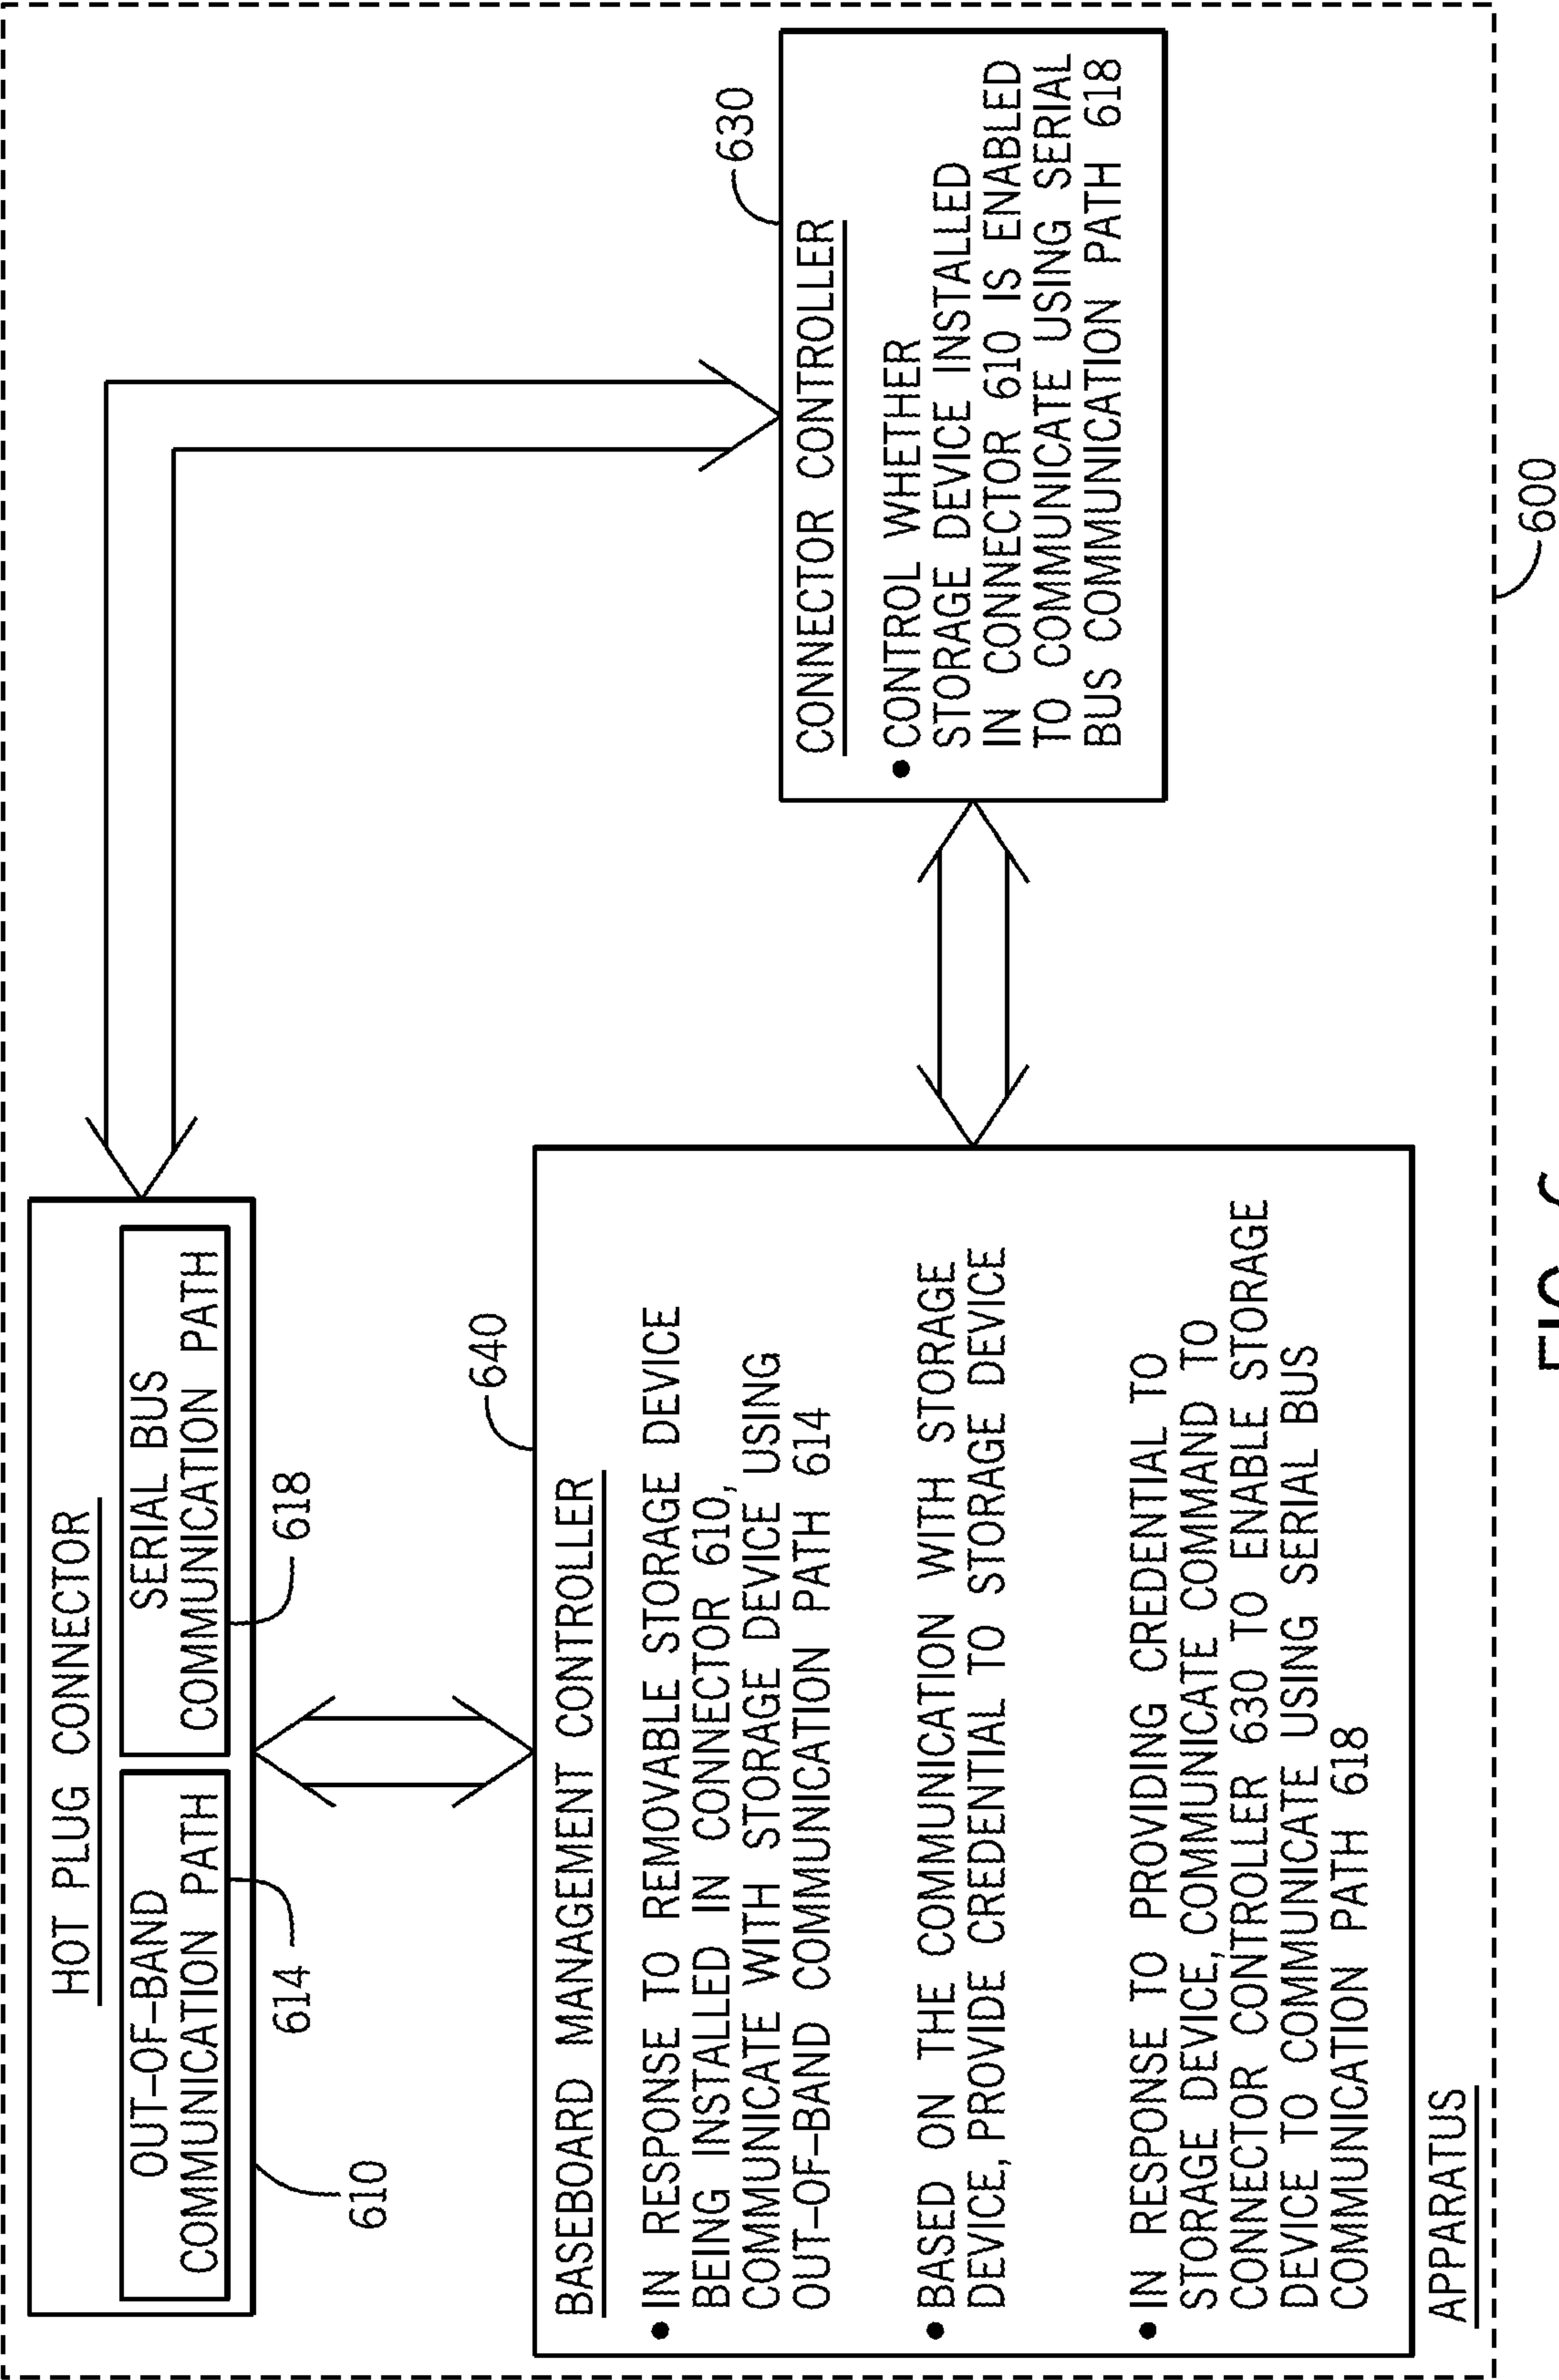 HOT PLUG CONNECTOR
OUT-OF-BAND
COMMUNICATION PATH
SERIAL BUS
COMMUNICATION PATH
610
614
618
640
BASEBOARD MANAGEMENT CONTROLLER
• IN RESPONSE TO REMOVABLE STORAGE DEVICE
BEING INSTALLED IN CONNECTOR 610,
COMMUNICATE WITH STORAGE DEVICE USING
OUT-OF-BAND COMMUNICATION PATH 614
• BASED ON THE COMMUNICATION WITH STORAGE
DEVICE, PROVIDE CREDENTIAL TO STORAGE DEVICE
• IN RESPONSE TO PROVIDING CREDENTIAL TO
STORAGE DEVICE, COMMUNICATE COMMAND TO
CONNECTOR CONTROLLER 630 TO ENABLE STORAGE
DEVICE TO COMMUNICATE USING SERIAL BUS
COMMUNICATION PATH 618
630
CONNECTOR CONTROLLER
• CONTROL WHETHER
STORAGE DEVICE INSTALLED
IN CONNECTOR 610 IS ENABLED
TO COMMUNICATE USING SERIAL
BUS COMMUNICATION PATH 618
APPARATUS
600